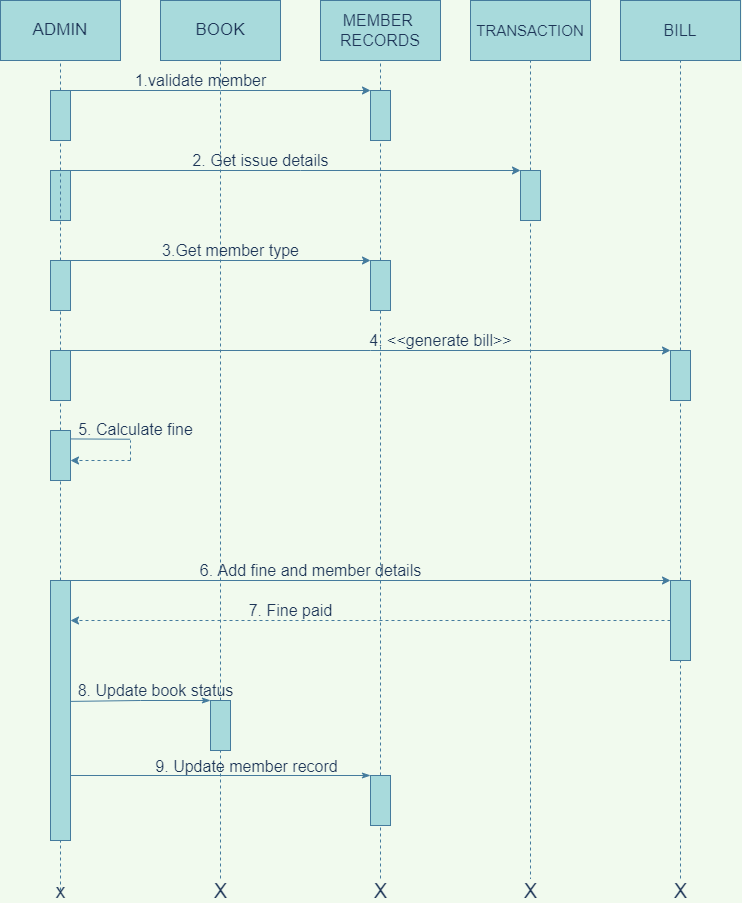 ADMIN
BOOK
MEMBER
RECORDS
TRANSACTION
BILL
1.validate member
2. Get issue details
3.Get member type
4. <<generate bill>>
5. Calculate fine
6. Add fine and member details
7. Fine paid
8. Update book status
9. Update member record
x X X X X